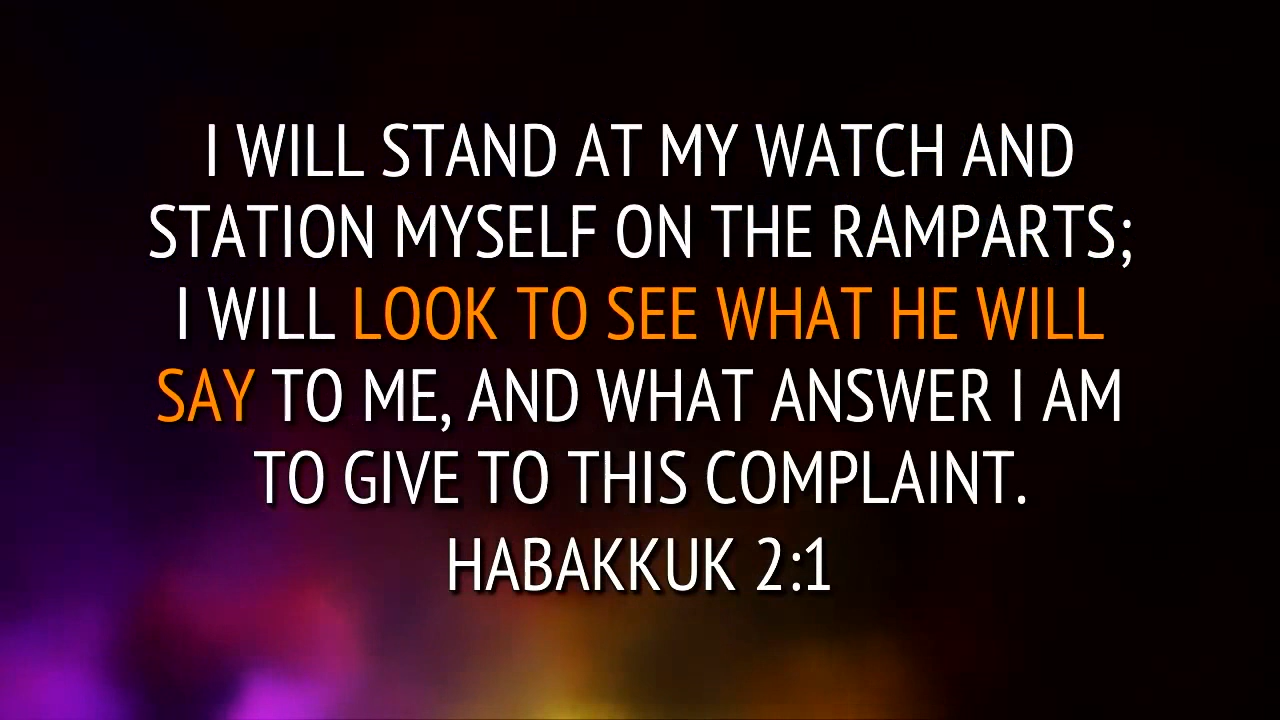 I WILL STAND AT MY WATCH AND
STATION MYSELF ON THE RAMPARTS;
I WILL LOOK TO SEE WHAT HE WILL
SAY TO ME, AND WHAT ANSWER I AM
TO GIVE TO THIS COMPLAINT.
HABAKKUK 2:1